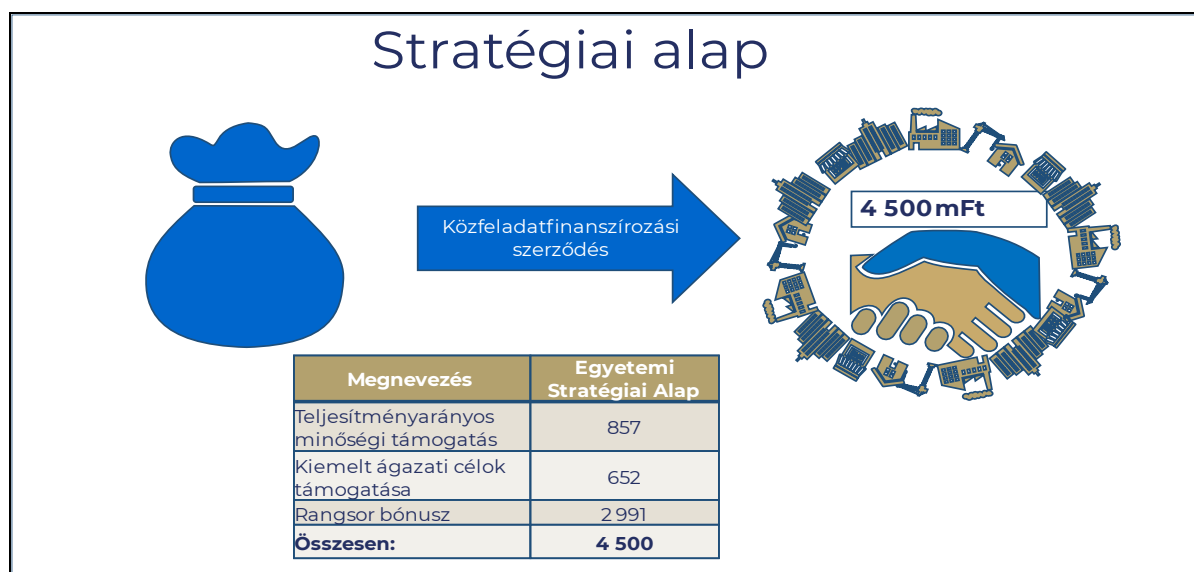 Stratégiai alap
Közfeladatfinanszírozási
szerződés
4 500 mFt
Megnevezés
Egyetemi
Stratégiai Alap
Teljesítményarányos
minőségi támogatás
857
Kiemelt ágazati célok
támogatása
652
Rangsor bónusz
2 991
Összesen:
4 500